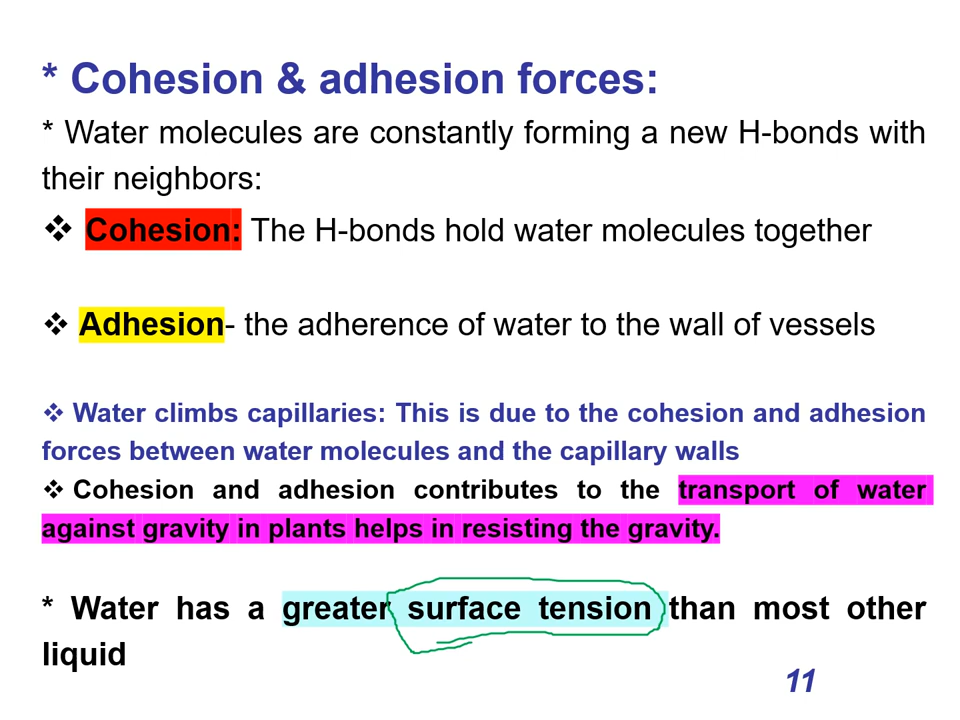 * Cohesion & adhesion forces:
* Water molecules are constantly forming a new H-bonds with
their neighbors:
❖ Cohesion: The H-bonds hold water molecules together
❖ Adhesion- the adherence of water to the wall of vessels
❖ Water climbs capillaries: This is due to the cohesion and adhesion
forces between water molecules and the capillary walls
❖ Cohesion and adhesion contributes to the transport of water
against gravity in plants helps in resisting the gravity.
* Water has a greater surface tension than most other
liquid
11